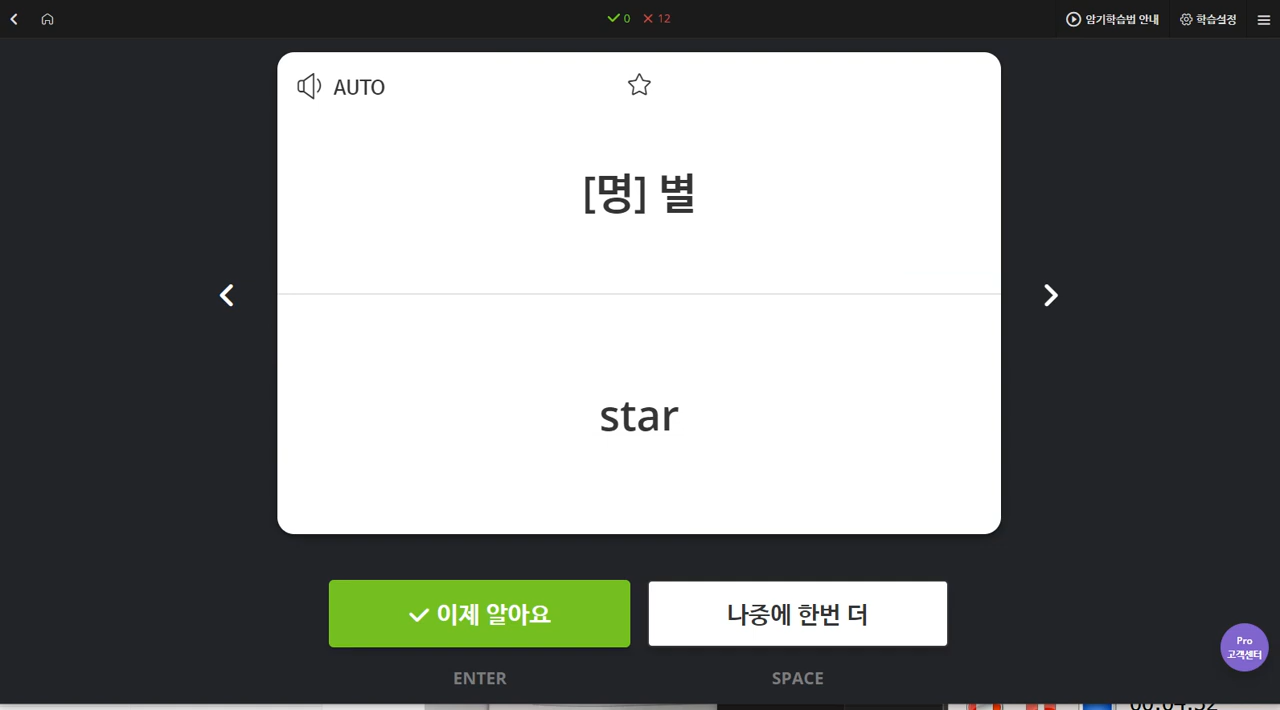 0 12
암기학습법 안내
학습설정
AUTO
[명] 별
star
이제 알아요
나중에 한번 더
ENTER
SPACE
Pro
고객센터